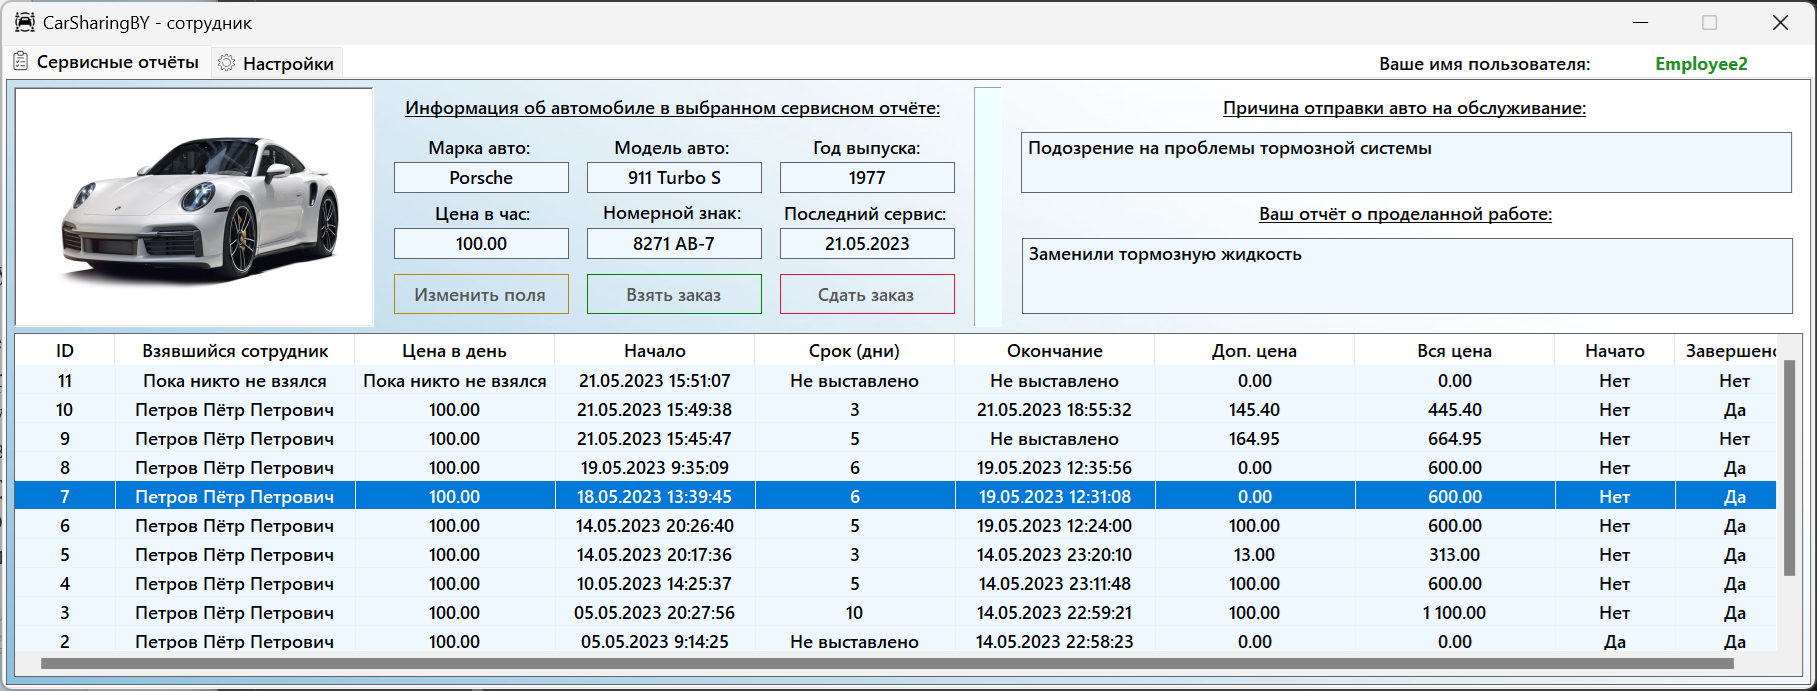 CarSharingBY - сотрудник
Сервисные отчёты Настройки Ваше имя пользователя: Employee2
Информация об автомобиле в выбранном сервисном отчёте:
Марка авто: Модель авто: Год выпуска:
Porsche 911 Turbo S 1977
Цена в час: Номерной знак: Последний сервис:
100.00 8271 AB-7 21.05.2023
Изменить поля Взять заказ Сдать заказ
Причина отправки авто на обслуживание:
Подозрение на проблемы тормозной системы
Ваш отчёт о проделанной работе:
Заменили тормозную жидкость
ID Взявшийся сотрудник Цена в день Начало Срок (дни) Окончание Доп. цена Вся цена Начато Завершено
11 Пока никто не взялся Пока никто не взялся 21.05.2023 15:51:07 Не выставлено Не выставлено 0.00 0.00 Нет Нет
10 Петров Пётр Петрович 100.00 21.05.2023 15:49:38 3 21.05.2023 18:55:32 145.40 445.40 Нет Да
9 Петров Пётр Петрович 100.00 21.05.2023 15:45:47 5 Не выставлено 164.95 664.95 Нет Нет
8 Петров Пётр Петрович 100.00 19.05.2023 9:35:09 6 19.05.2023 12:35:56 0.00 600.00 Нет Да
7 Петров Пётр Петрович 100.00 18.05.2023 13:39:45 6 19.05.2023 12:31:08 0.00 600.00 Нет Да
6 Петров Пётр Петрович 100.00 14.05.2023 20:26:40 5 19.05.2023 12:24:00 100.00 600.00 Нет Да
5 Петров Пётр Петрович 100.00 14.05.2023 20:17:36 3 14.05.2023 23:20:10 13.00 313.00 Нет Да
4 Петров Пётр Петрович 100.00 10.05.2023 14:25:37 5 14.05.2023 23:11:48 100.00 600.00 Нет Да
3 Петров Пётр Петрович 100.00 05.05.2023 20:27:56 10 14.05.2023 22:59:21 100.00 1 100.00 Нет Да
2 Петров Пётр Петрович 100.00 05.05.2023 9:14:25 Не выставлено 14.05.2023 22:58:23 0.00 0.00 Да Да